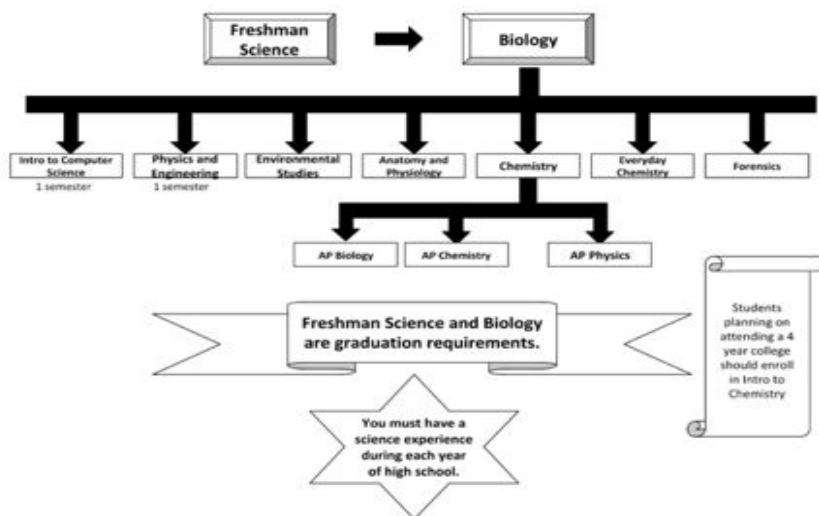 Freshman
Science
Biology
Intro to Computer
Science
1 semester
Physics and
Engineering
1 semester
Environmental
Studies
Anatomy and
Physiology
Chemistry
Everyday
Chemistry
Forensics
AP Biology
AP Chemistry
AP Physics
Freshman Science and Biology
are graduation requirements.
Students
planning on
attending a 4
year college
should enroll
in Intro to
Chemistry
You must have a
science experience
during each year
of high school.